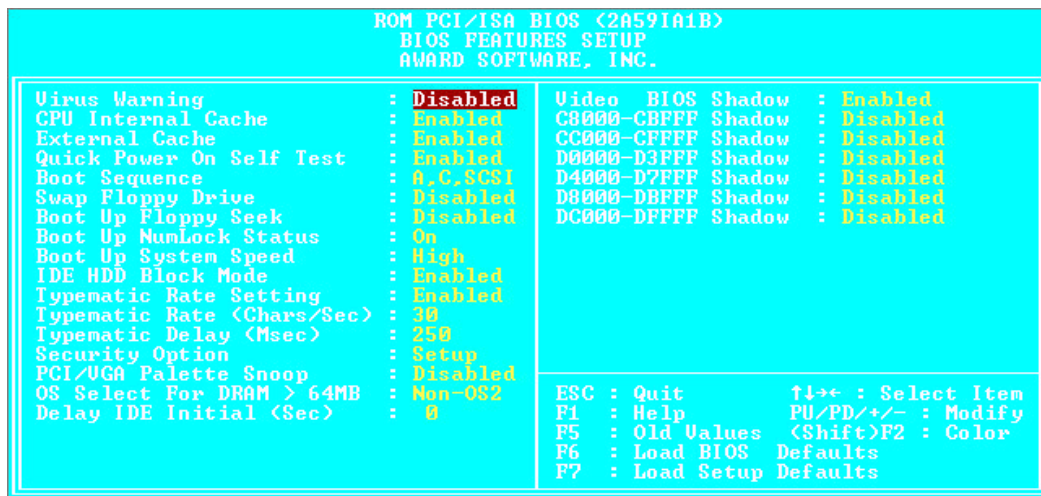 ROM PCI/ISA BIOS (2A59IA1B)
BIOS FEATURES SETUP
AWARD SOFTWARE, INC.
Virus Warning : Disabled
CPU Internal Cache : Enabled
External Cache : Enabled
Quick Power On Self Test : Enabled
Boot Sequence : A,C,SCSI
Swap Floppy Drive : Disabled
Boot Up Floppy Seek : Disabled
Boot Up NumLock Status : On
Boot Up System Speed : High
IDE HDD Block Mode : Enabled
Typematic Rate Setting : Enabled
Typematic Rate (Chars/Sec) : 30
Typematic Delay (Msec) : 250
Security Option : Setup
PCI/VGA Palette Snoop : Disabled
OS Select For DRAM > 64MB : Non-OS2
Delay IDE Initial (Sec) : 0
Video BIOS Shadow : Enabled
C8000-CBFFF Shadow : Disabled
CC000-CFFFF Shadow : Disabled
D0000-D3FFF Shadow : Disabled
D4000-D7FFF Shadow : Disabled
D8000-DBFFF Shadow : Disabled
DC000-DFFFF Shadow : Disabled
ESC : Quit ↑↓→← : Select Item
F1 : Help PU/PD/+/- : Modify
F5 : Old Values (Shift)F2 : Color
F6 : Load BIOS Defaults
F7 : Load Setup Defaults